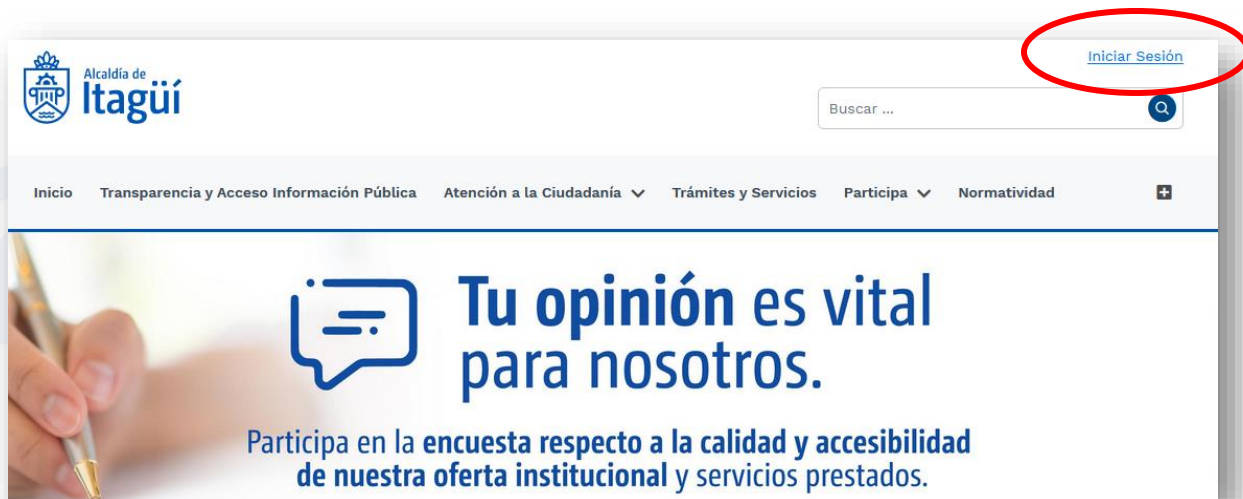 Iniciar Sesión
Alcaldía de
Itagüí
Buscar ...
Inicio Transparencia y Acceso Información Pública Atención a la Ciudadanía Trámites y Servicios Participa Normatividad
Tu opinión es vital
para nosotros.
Participa en la encuesta respecto a la calidad y accesibilidad
de nuestra oferta institucional y servicios prestados.